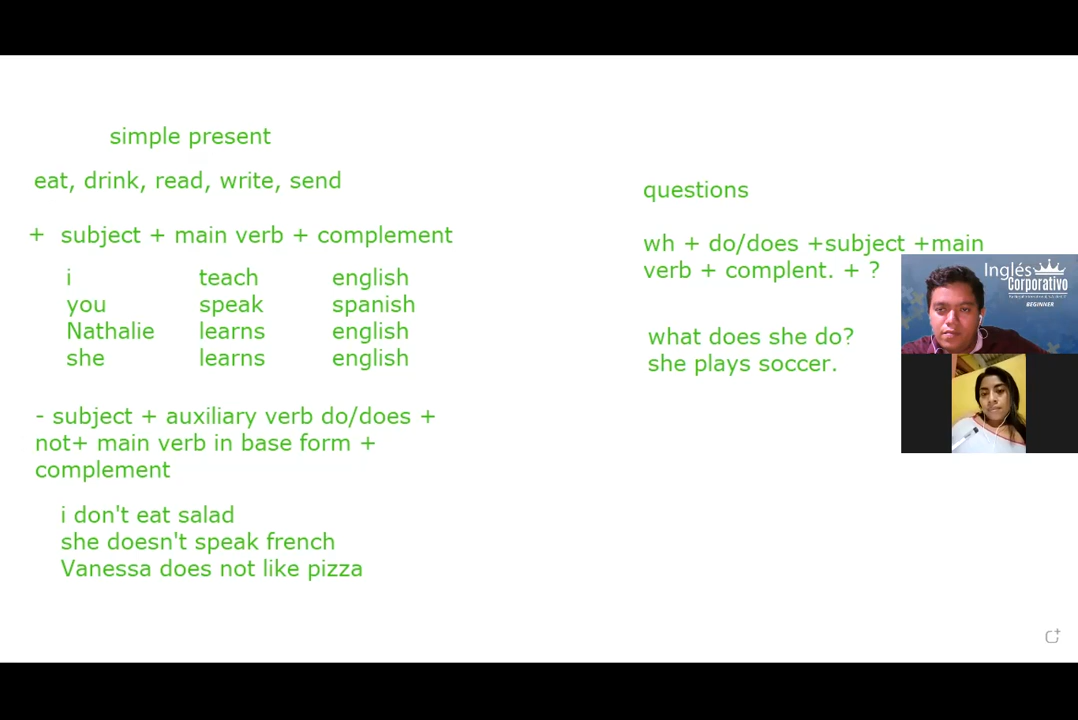 simple present
eat, drink, read, write, send
+ subject + main verb + complement
i teach english
you speak spanish
Nathalie learns english
she learns english
- subject + auxiliary verb do/does +
not+ main verb in base form +
complement
i don't eat salad
she doesn't speak french
Vanessa does not like pizza
questions
wh + do/does +subject +main
verb + complent. + ?
what does she do?
she plays soccer.
Inglés
Corporativo
BEGINNER